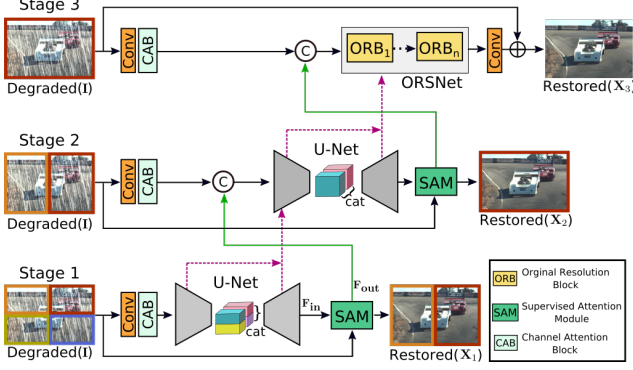 Stage 3
Conv
CAB
C
ORB1
ORBn
Conv
ORSNet
Degraded(I)
Restored(X3)
Stage 2
Conv
CAB
C
U-Net
cat
SAM
Degraded(I)
Restored(X2)
Stage 1
Conv
CAB
U-Net
cat
Fin
Fout
SAM
Degraded(I)
Restored(X1)
ORB
Orginal Resolution
Block
SAM
Supervised Attention
Module
CAB
Channel Attention
Block